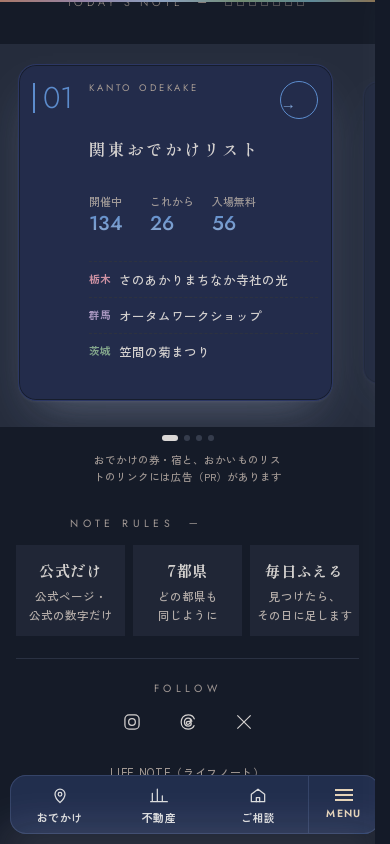 TODAY'S NOTE —
01
KANTO ODEKAKE
→
関東おでかけリスト
開催中 これから 入場無料
134 26 56
栃木 さのあかりまちなか寺社の光
群馬 オータムワークショップ
茨城 笠間の菊まつり
おでかけの券・宿と、おかいものリス
トのリンクには広告（PR）があります
NOTE RULES —
公式だけ
公式ページ・
公式の数字だけ
7都県
どの都県も
同じように
毎日ふえる
見つけたら、
その日に足します
FOLLOW
LIFE NOTE（ライフノート）
おでかけ 不動産 ご相談 MENU